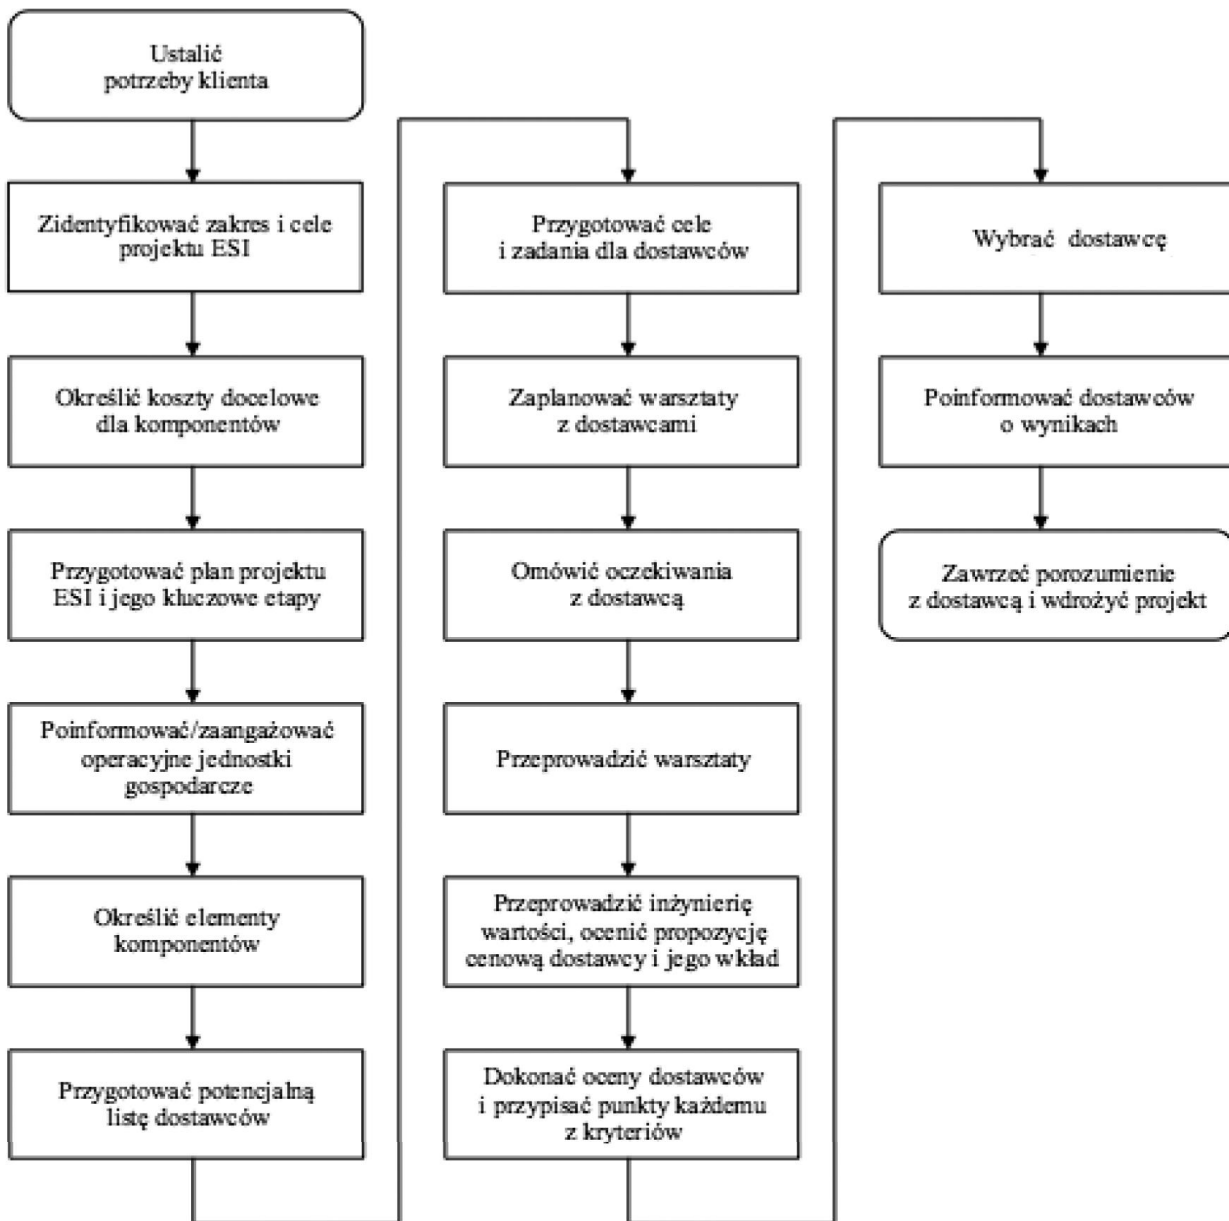 Ustalić
potrzeby klienta
Zidentyfikować zakres i cele
projektu ESI
Określić koszty docelowe
dla komponentów
Przygotować plan projektu
ESI i jego kluczowe etapy
Poinformować/zaangażować
operacyjne jednostki
gospodarcze
Określić elementy
komponentów
Przygotować potencjalną
listę dostawców
Przygotować cele
i zadania dla dostawców
Zaplanować warsztaty
z dostawcami
Omówić oczekiwania
z dostawcą
Przeprowadzić warsztaty
Przeprowadzić inżynierię
wartości, ocenić propozycję
cenową dostawcy i jego wkład
Dokonać oceny dostawców
i przypisać punkty każdemu
z kryteriów
Wybrać dostawcę
Poinformować dostawców
o wynikach
Zawrzeć porozumienie
z dostawcą i wdrożyć projekt